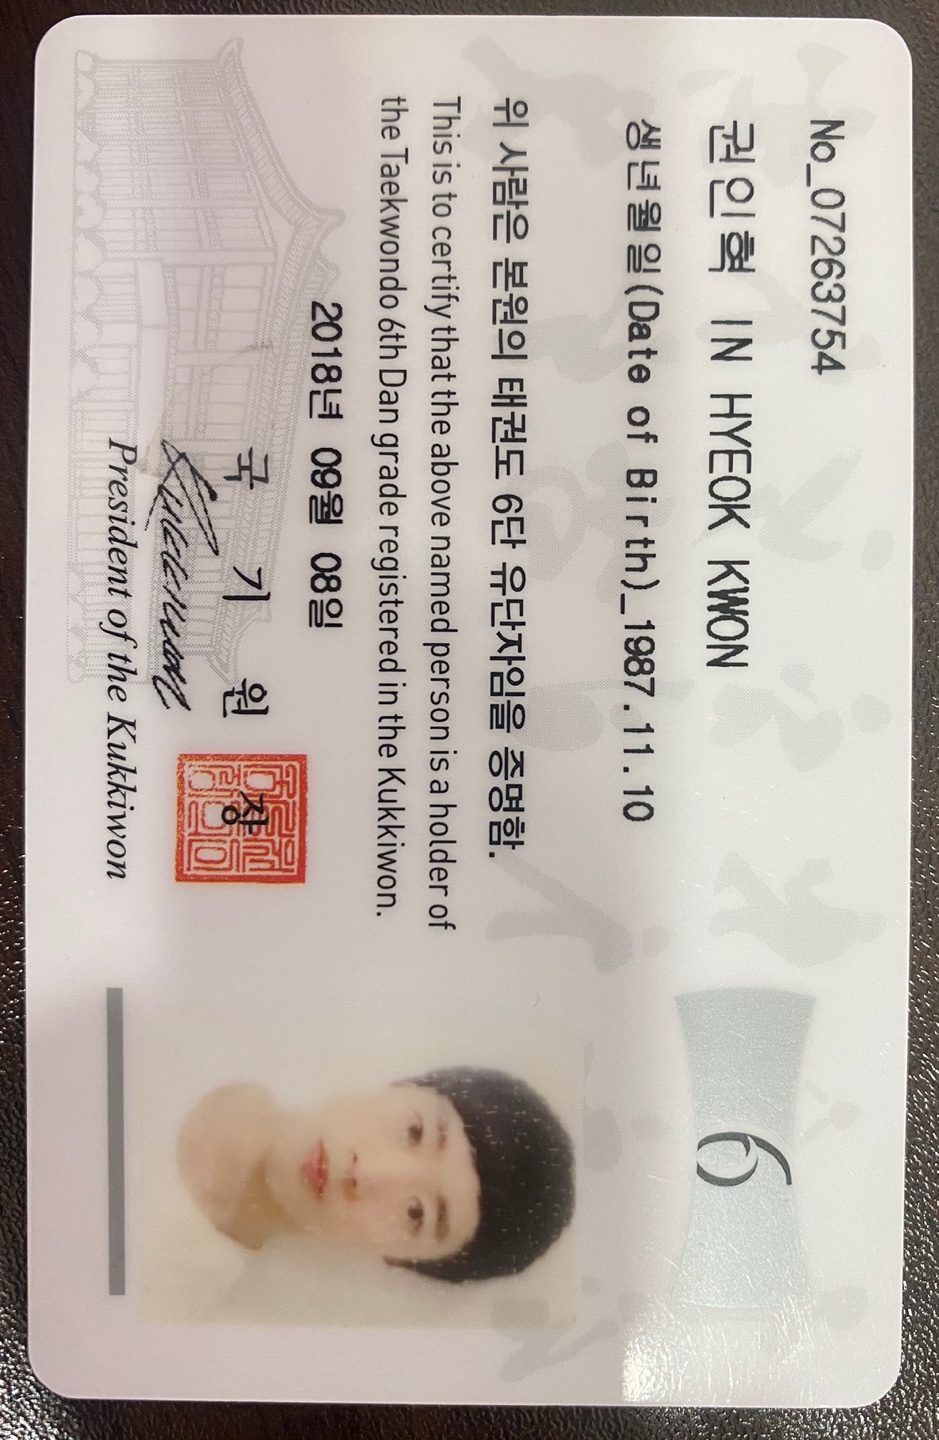 No_07263754
권인혁 IN HYEOK KWON
생년월일(Date of Birth)_1987.11.10
위 사람은 본원의 태권도 6단 유단자임을 증명함.
This is to certify that the above named person is a holder of
the Taekwondo 6th Dan grade registered in the Kukkiwon.
2018년 09월 08일
국 기 원 장
President of the Kukkiwon
6